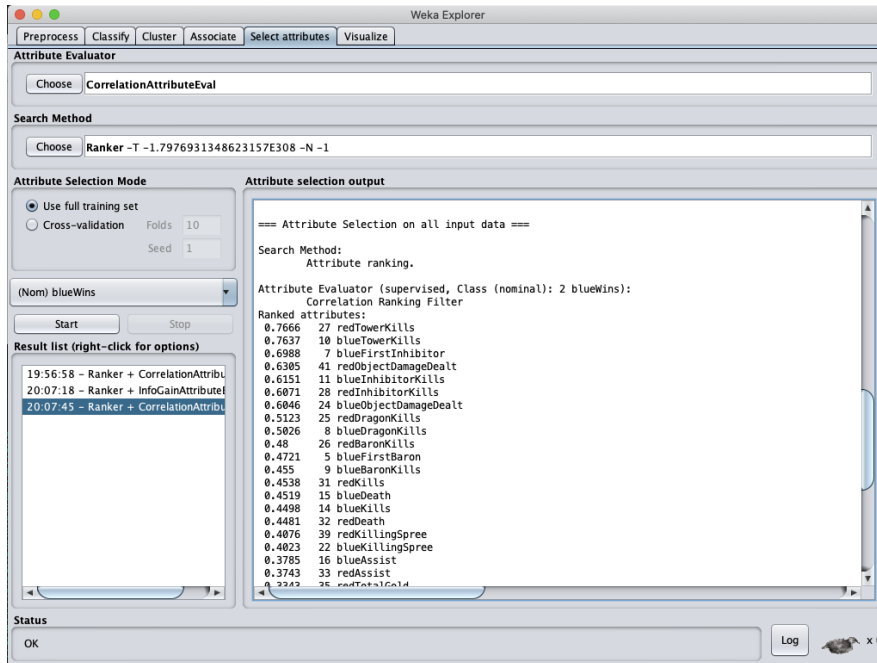 Weka Explorer
Preprocess Classify Cluster Associate Select attributes Visualize
Attribute Evaluator
Choose CorrelationAttributeEval
Search Method
Choose Ranker -T -1.7976931348623157E308 -N -1
Attribute Selection Mode
Use full training set
Cross-validation Folds 10
Seed 1
(Nom) blueWins
Start Stop
Result list (right-click for options)
19:56:58 - Ranker + CorrelationAttribu
20:07:18 - Ranker + InfoGainAttributeE
20:07:45 - Ranker + CorrelationAttribu
Attribute selection output
=== Attribute Selection on all input data ===
Search Method:
Attribute ranking.
Attribute Evaluator (supervised, Class (nominal): 2 blueWins):
Correlation Ranking Filter
Ranked attributes:
0.7666 27 redTowerKills
0.7637 10 blueTowerKills
0.6988 7 blueFirstInhibitor
0.6305 41 redObjectDamageDealt
0.6151 11 blueInhibitorKills
0.6071 28 redInhibitorKills
0.6046 24 blueObjectDamageDealt
0.5123 25 redDragonKills
0.5026 8 blueDragonKills
0.48 26 redBaronKills
0.4721 5 blueFirstBaron
0.455 9 blueBaronKills
0.4538 31 redKills
0.4519 15 blueDeath
0.4498 14 blueKills
0.4481 32 redDeath
0.4076 39 redKillingSpree
0.4023 22 blueKillingSpree
0.3785 16 blueAssist
0.3743 33 redAssist
0.3343 35 redTotalGold
Status
OK
Log
x